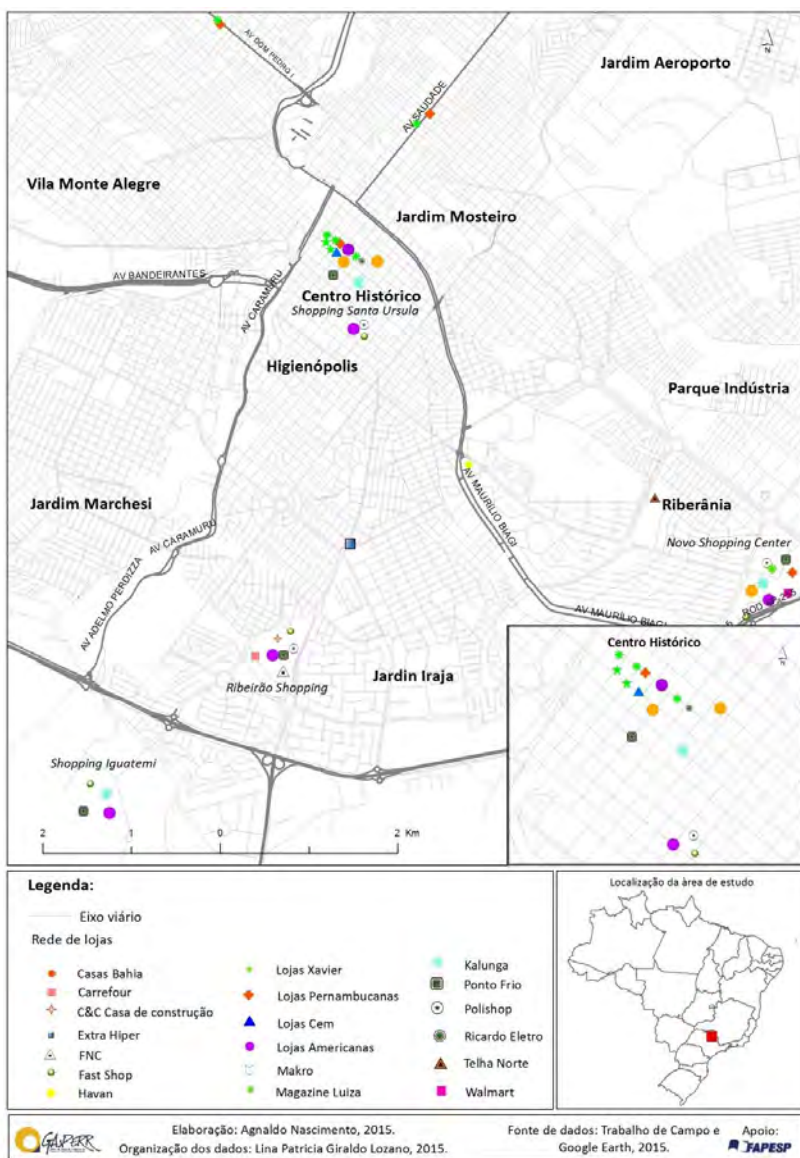 AV DOM PEDRO I
Jardim Aeroporto
N
AV SAUDADE
Vila Monte Alegre
Jardim Mosteiro
AV BANDEIRANTES
AV CARAMURU
Centro Histórico
Shopping Santa Ursula
Higienópolis
Parque Indústria
AV MAURÍLIO BIAGI
Jardim Marchesi
Riberânia
AV CARAMURU
Novo Shopping Center
AV ADELMO PERDIZZA
AV MAURÍLIO BIAGI
ROD
Centro Histórico
N
Jardin Iraja
Ribeirão Shopping
Shopping Iguatemi
2 1 0 2 Km
Legenda:
Eixo viário
Rede de lojas
Casas Bahia
Carrefour
C&C Casa de construção
Extra Hiper
FNC
Fast Shop
Havan
Lojas Xavier
Lojas Pernambucanas
Lojas Cem
Lojas Americanas
Makro
Magazine Luiza
Kalunga
Ponto Frio
Polishop
Ricardo Eletro
Telha Norte
Walmart
Localização da àrea de estudo
GAsPERR
Elaboração: Agnaldo Nascimento, 2015.
Organização dos dados: Lina Patricia Giraldo Lozano, 2015.
Fonte de dados: Trabalho de Campo e
Google Earth, 2015.
Apoio:
FAPESP